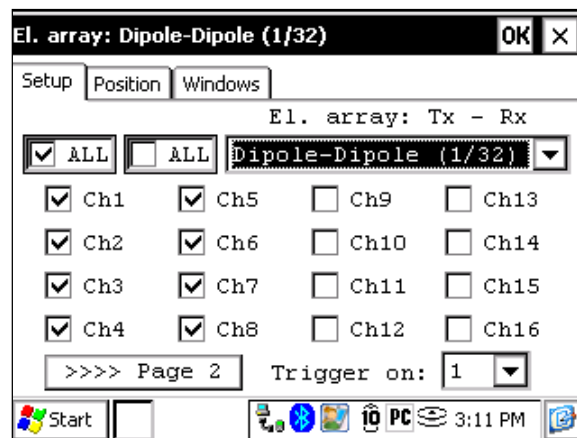 El. array: Dipole-Dipole (1/32) OK
Setup Position Windows
El. array: Tx - Rx
ALL ALL Dipole-Dipole (1/32)
Ch1 Ch5 Ch9 Ch13
Ch2 Ch6 Ch10 Ch14
Ch3 Ch7 Ch11 Ch15
Ch4 Ch8 Ch12 Ch16
>>>> Page 2 Trigger on: 1
Start PC 3:11 PM